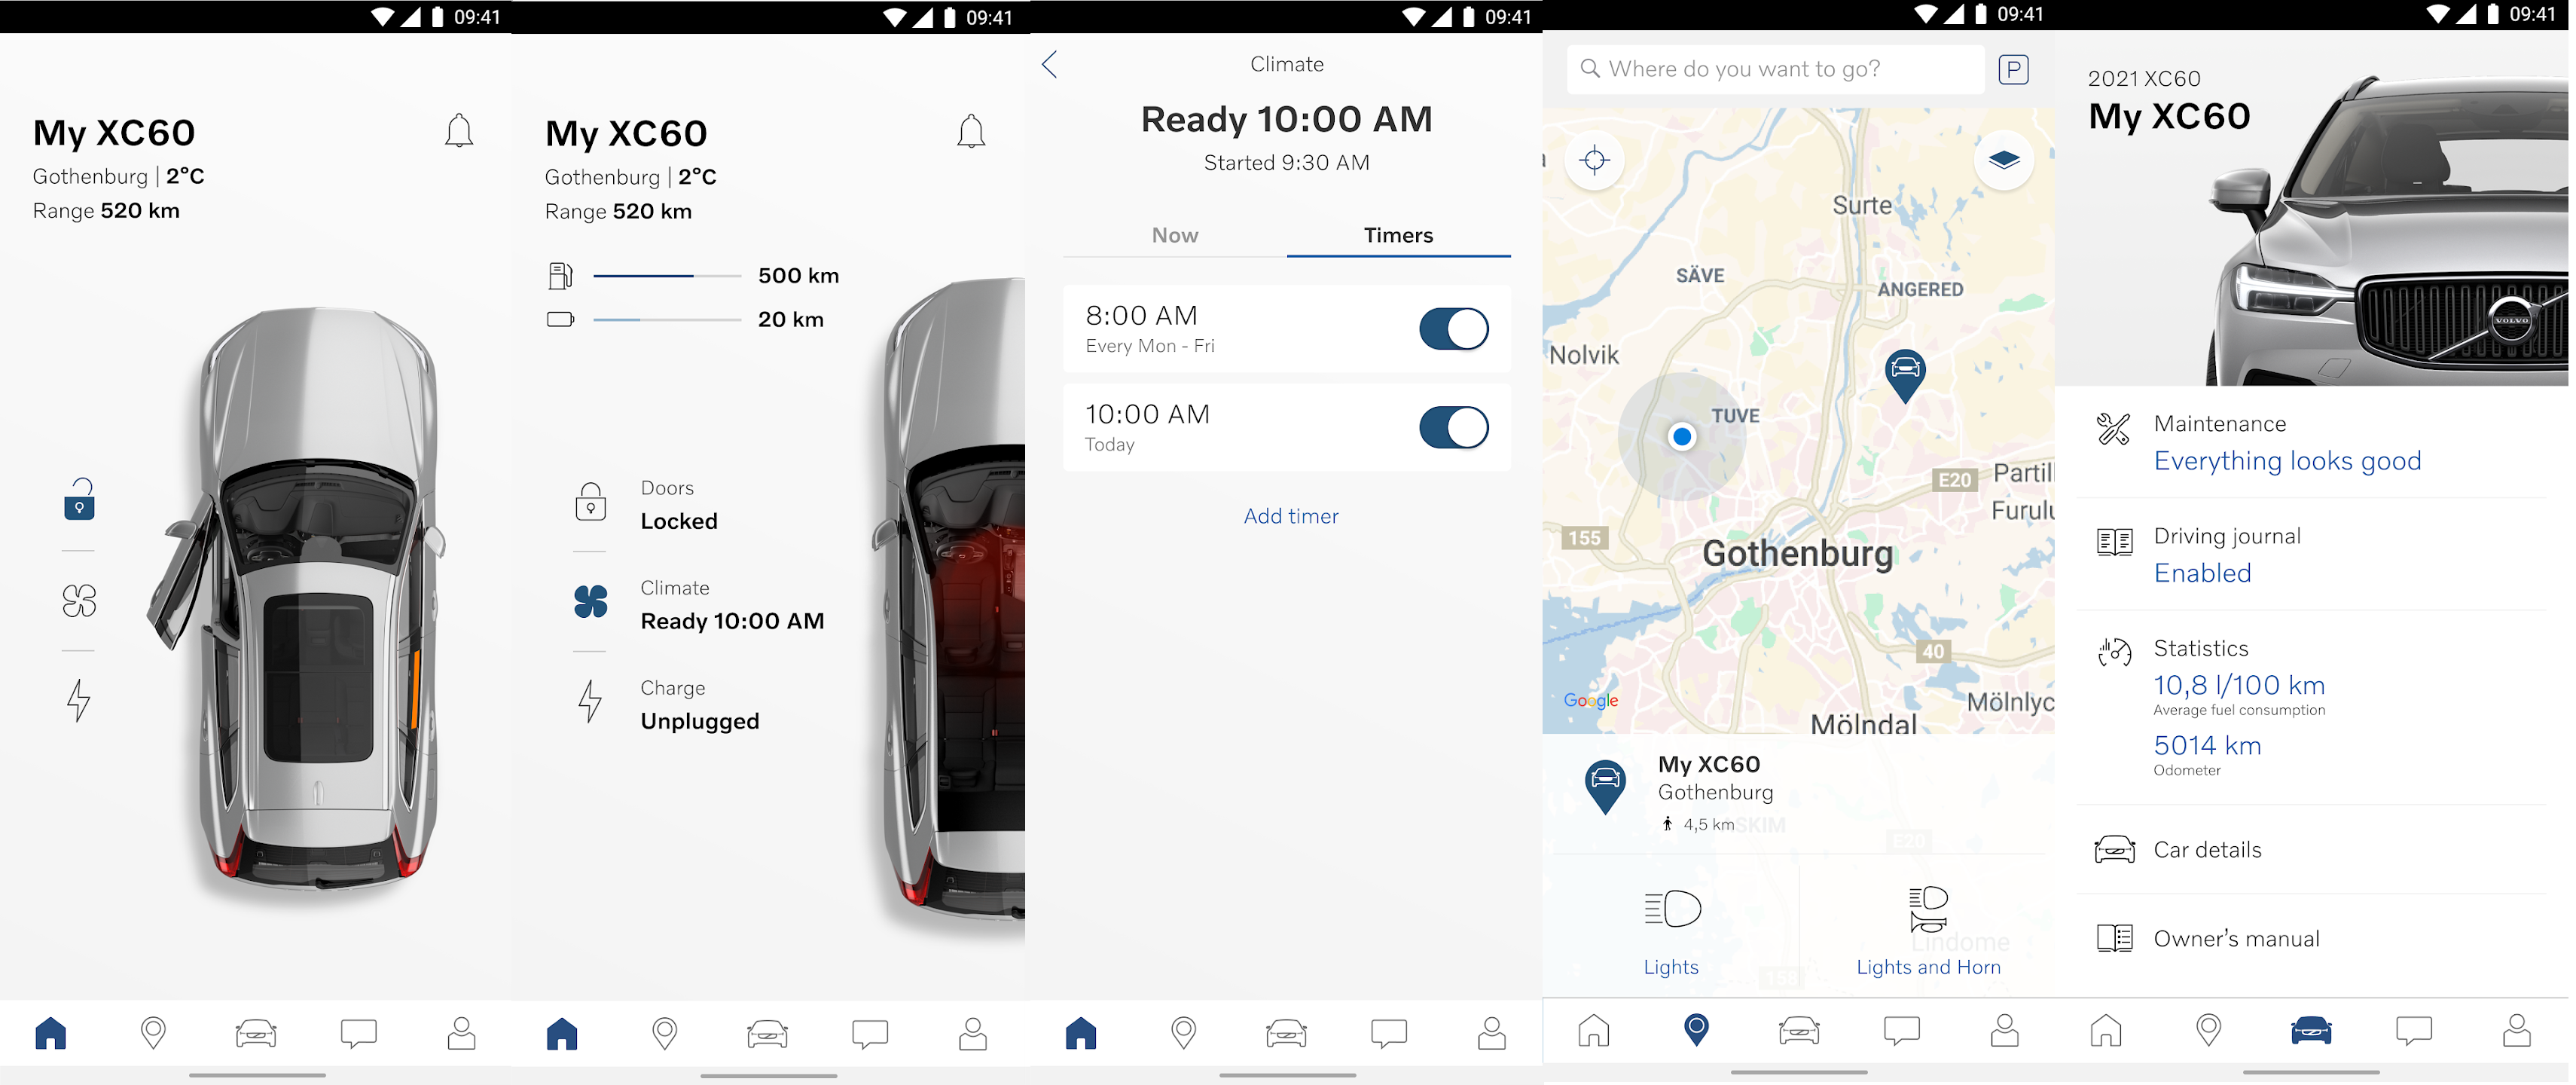 09:41
My XC60
Gothenburg | 2°C
Range 520 km
09:41
My XC60
Gothenburg | 2°C
Range 520 km
500 km
20 km
Doors
Locked
Climate
Ready 10:00 AM
Charge
Unplugged
09:41
Climate
Ready 10:00 AM
Started 9:30 AM
Now
Timers
8:00 AM
Every Mon - Fri
10:00 AM
Today
Add timer
09:41
Where do you want to go?
P
Surte
SÄVE
ANGERED
Nolvik
TUVE
E20
Partill
Furulu
155
Gothenburg
40
Google
Mölnlyc
Mölndal
My XC60
Gothenburg
4,5 km
ASKIM
E20
Lindome
158
Lights
Lights and Horn
09:41
2021 XC60
My XC60
VOLVO
Maintenance
Everything looks good
Driving journal
Enabled
Statistics
10,8 l/100 km
Average fuel consumption
5014 km
Odometer
Car details
Owner’s manual